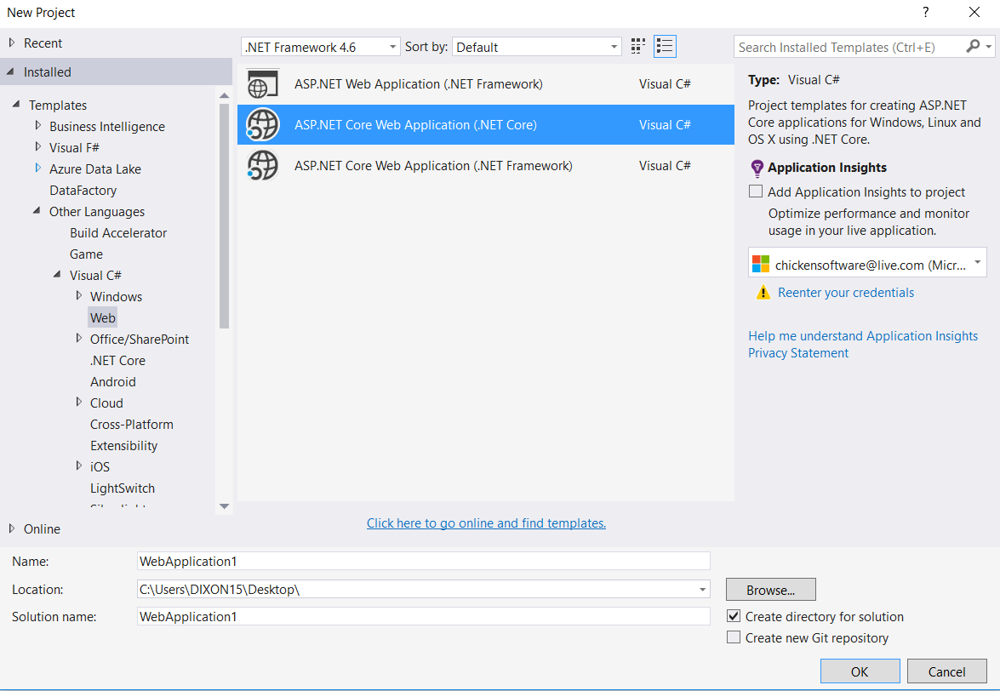 New Project
?
Recent
Installed
Templates
Business Intelligence
Visual F#
Azure Data Lake
DataFactory
Other Languages
Build Accelerator
Game
Visual C#
Windows
Web
Office/SharePoint
.NET Core
Android
Cloud
Cross-Platform
Extensibility
iOS
LightSwitch
Online
.NET Framework 4.6
Sort by:
Default
Search Installed Templates (Ctrl+E)
ASP.NET Web Application (.NET Framework)
Visual C#
ASP.NET Core Web Application (.NET Core)
Visual C#
ASP.NET Core Web Application (.NET Framework)
Visual C#
Click here to go online and find templates.
Type: Visual C#
Project templates for creating ASP.NET
Core applications for Windows, Linux and
OS X using .NET Core.
Application Insights
Add Application Insights to project
Optimize performance and monitor
usage in your live application.
chickensoftware@live.com (Micr...
Reenter your credentials
Help me understand Application Insights
Privacy Statement
Name:
WebApplication1
Location:
C:\Users\DIXON15\Desktop\
Browse...
Solution name:
WebApplication1
Create directory for solution
Create new Git repository
OK
Cancel